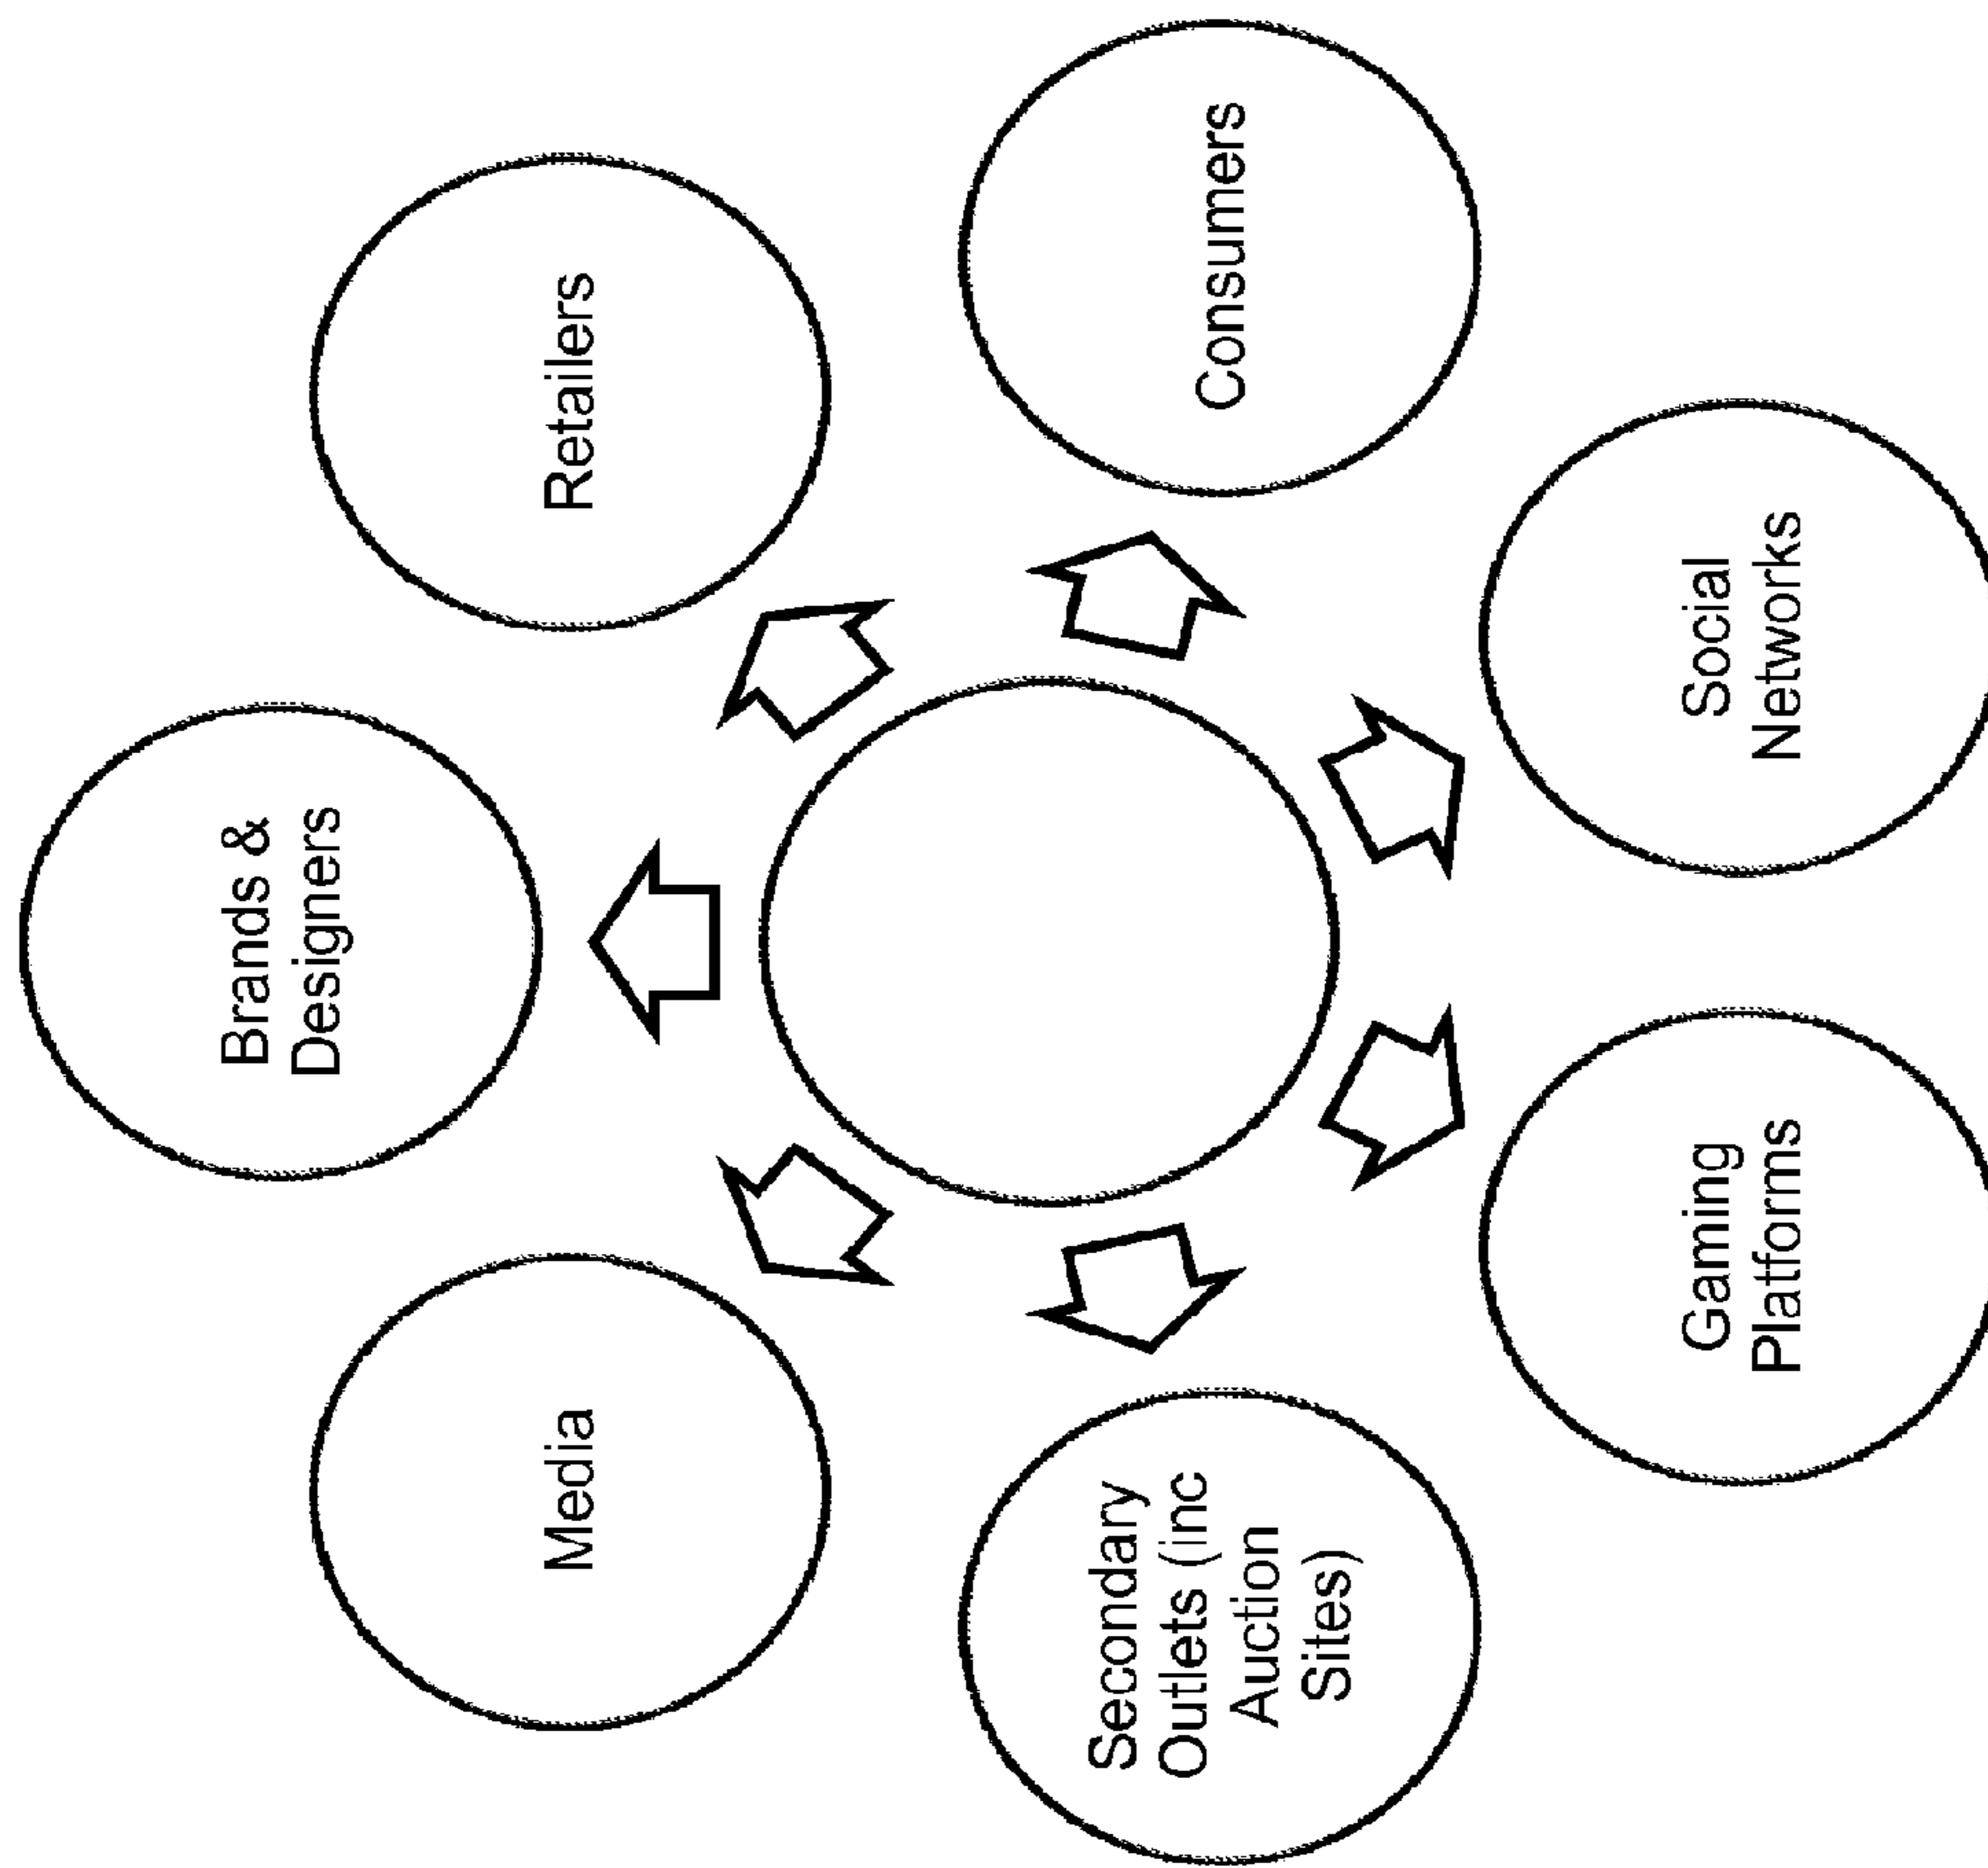 Brands &
Designers
Retailers
Consumers
Social
Networks
Gaming
Platforms
Secondary
Outlets (inc
Auction
Sites)
Media